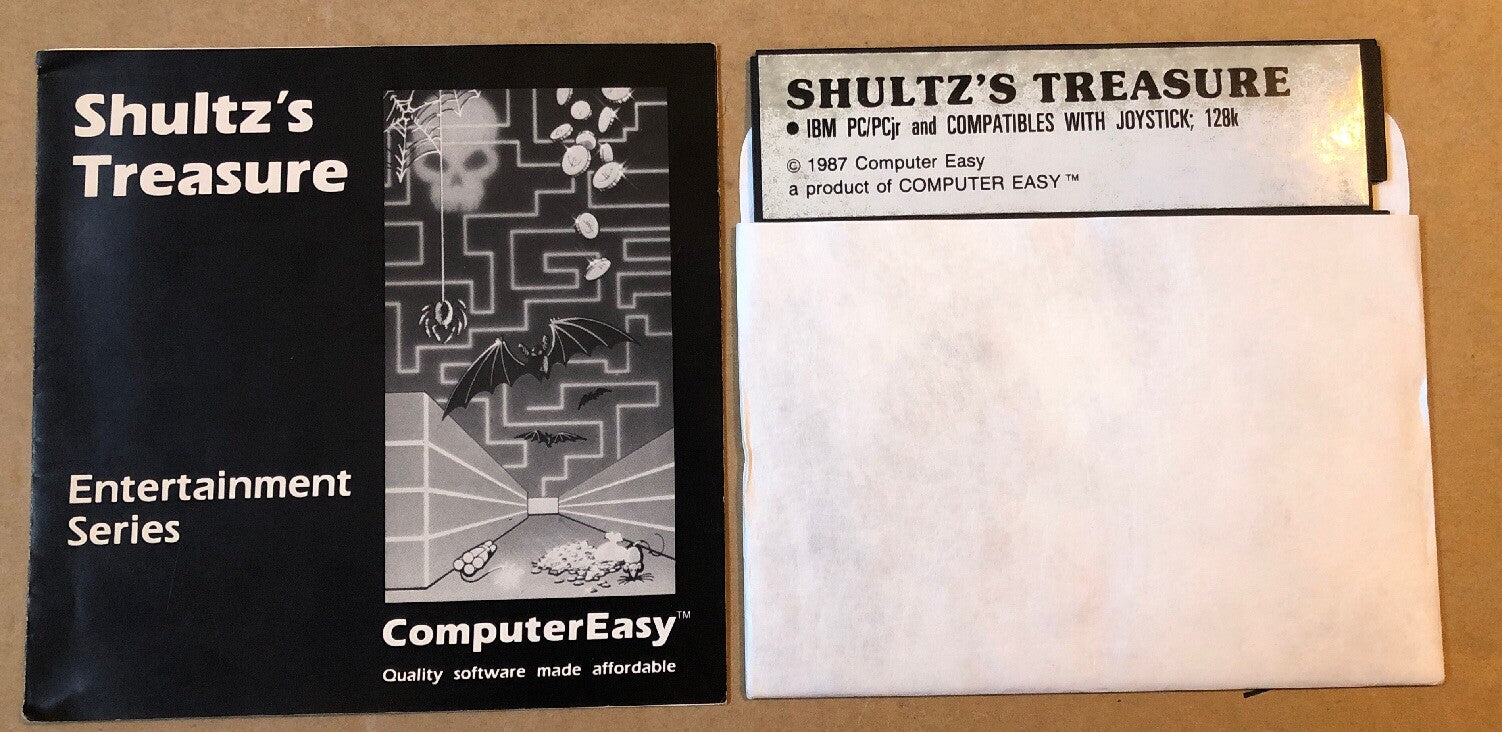 Shultz's
Treasure
Entertainment
Series
ComputerEasy™
Quality software made affordable
SHULTZ'S TREASURE
● IBM PC/PCjr and COMPATIBLES WITH JOYSTICK; 128k
© 1987 Computer Easy
a product of COMPUTER EASY™